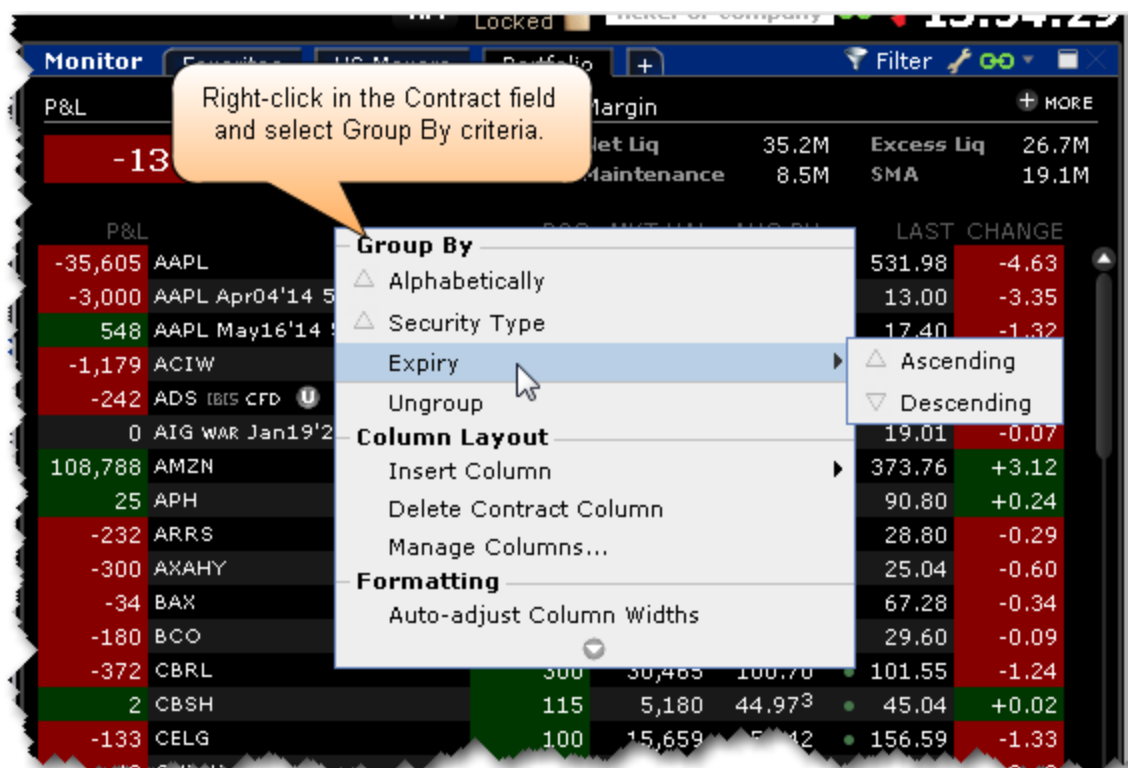 Locked
Monitor Portfolio + Filter
Right-click in the Contract field
and select Group By criteria.
P&L Margin + MORE
Net Liq 35.2M Excess Liq 26.7M
-13
Maintenance 8.5M SMA 19.1M
P&L LAST CHANGE
Group By
-35,605 AAPL 531.98 -4.63
Alphabetically
-3,000 AAPL Apr04'14 5 13.00 -3.35
Security Type
548 AAPL May16'14 17.40 -1.32
-1,179 ACIW Expiry Ascending
-242 ADS IBIS CFD U Ungroup Descending
0 AIG WAR Jan19'2 19.01 -0.07
Column Layout
108,788 AMZN Insert Column 373.76 +3.12
25 APH Delete Contract Column 90.80 +0.24
-232 ARRS 28.80 -0.29
Manage Columns...
-300 AXAHY 25.04 -0.60
Formatting
-34 BAX Auto-adjust Column Widths 67.28 -0.34
-180 BCO 29.60 -0.09
-372 CBRL 300 30,465 100.70 101.55 -1.24
2 CBSH 115 5,180 44.97³ 45.04 +0.02
-133 CELG 100 15,659 156.59 -1.33